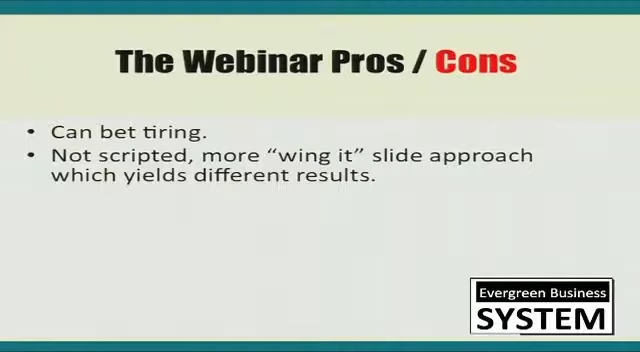 The Webinar Pros / Cons
• Can bet tiring.
• Not scripted, more “wing it” slide approach
which yields different results.
Evergreen Business
SYSTEM